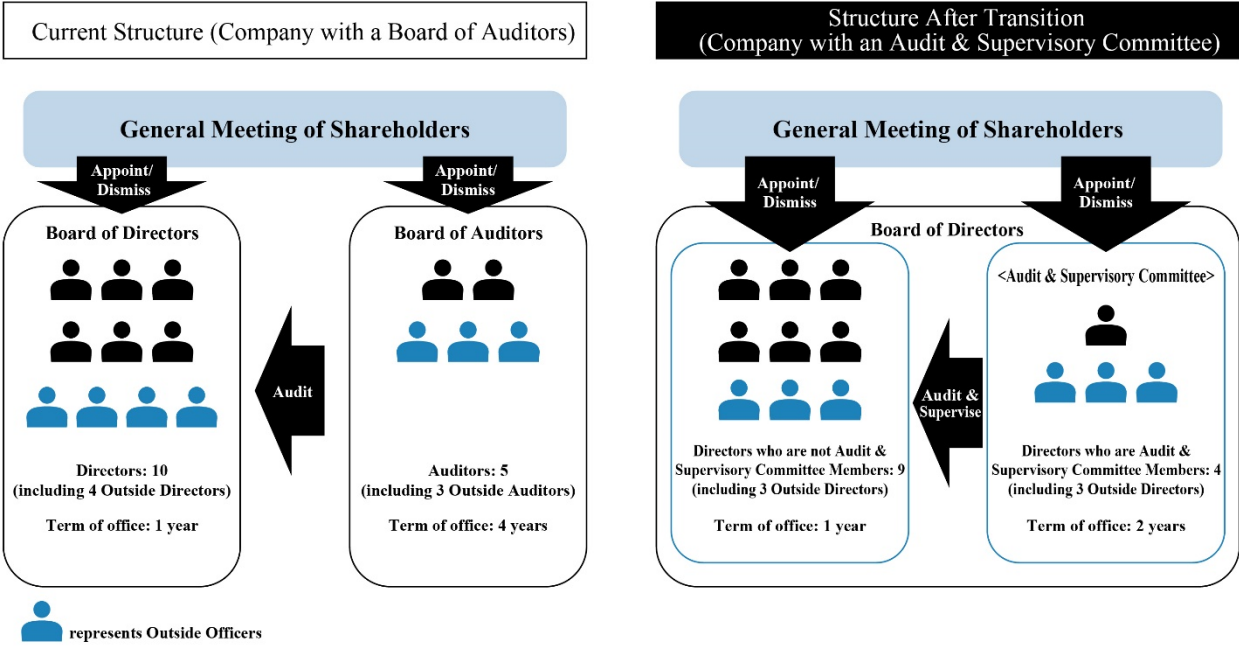 Current Structure (Company with a Board of Auditors)
General Meeting of Shareholders
Appoint/
Dismiss
Appoint/
Dismiss
Board of Directors
Board of Auditors
Audit
Directors: 10
(including 4 Outside Directors)
Term of office: 1 year
Auditors: 5
(including 3 Outside Auditors)
Term of office: 4 years
represents Outside Officers
Structure After Transition
(Company with an Audit & Supervisory Committee)
General Meeting of Shareholders
Appoint/
Dismiss
Appoint/
Dismiss
Board of Directors
<Audit & Supervisory Committee>
Audit &
Supervise
Directors who are not Audit &
Supervisory Committee Members: 9
(including 3 Outside Directors)
Term of office: 1 year
Directors who are Audit &
Supervisory Committee Members: 4
(including 3 Outside Directors)
Term of office: 2 years